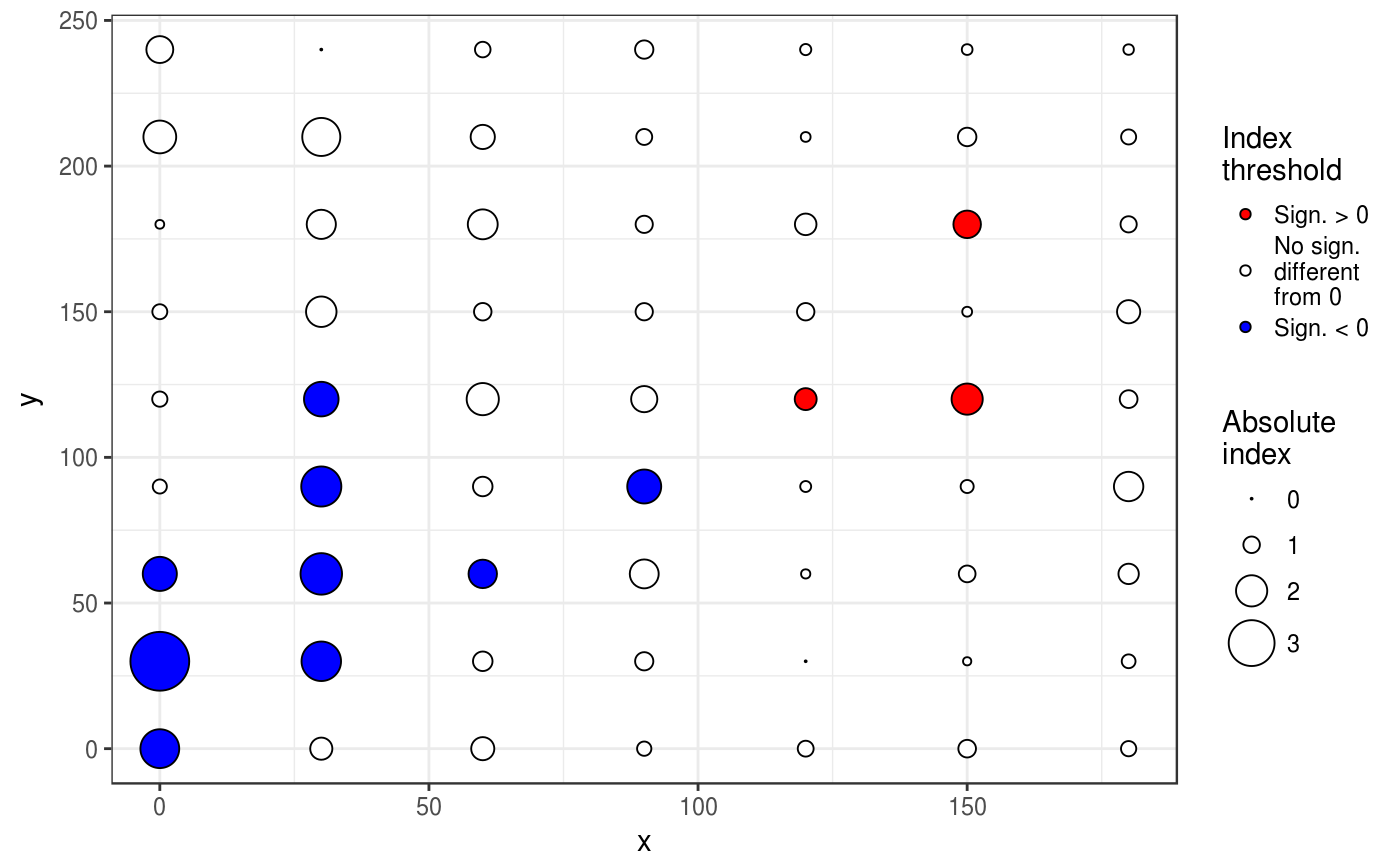 250
200
150
100
50
0
y
0
50
100
150
x
Index
threshold
Sign. > 0
No sign.
different
from 0
Sign. < 0
Absolute
index
0
1
2
3